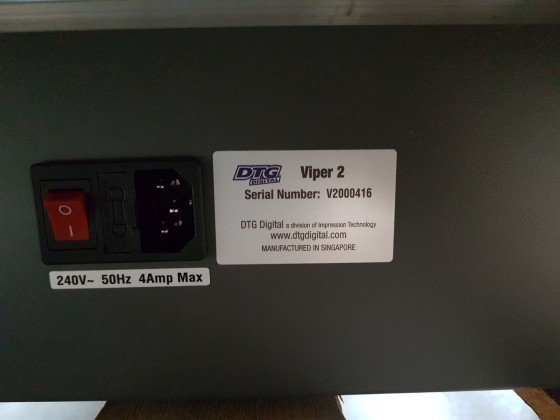 DTG
DIGITAL
Viper 2
Serial Number: V2000416
DTG Digital a division of Impression Technology
www.dtgdigital.com
MANUFACTURED IN SINGAPORE
O
I
240V~ 50Hz 4Amp Max